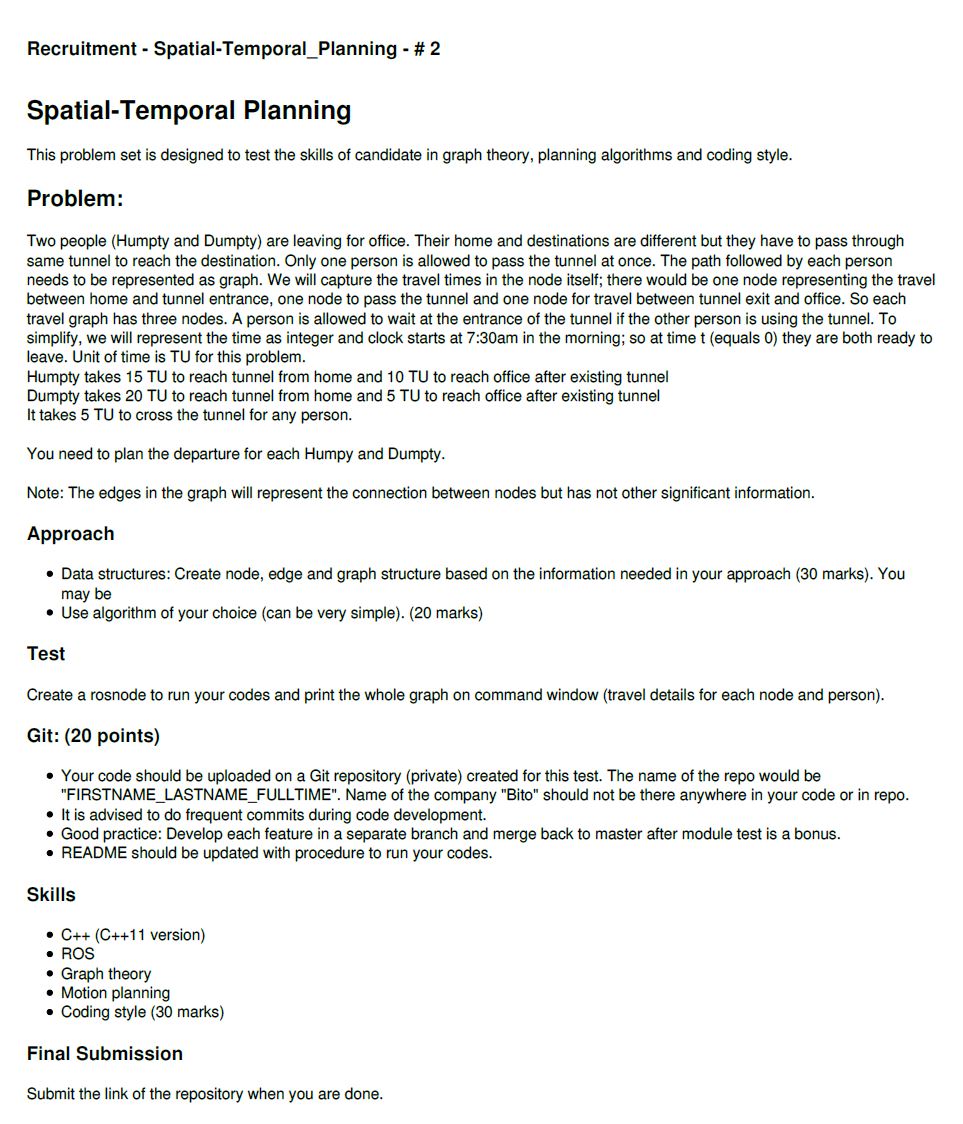 Recruitment - Spatial-Temporal_Planning - # 2
Spatial-Temporal Planning
This problem set is designed to test the skills of candidate in graph theory, planning algorithms and coding style.
Problem:
Two people (Humpty and Dumpty) are leaving for office. Their home and destinations are different but they have to pass through
same tunnel to reach the destination. Only one person is allowed to pass the tunnel at once. The path followed by each person
needs to be represented as graph. We will capture the travel times in the node itself; there would be one node representing the travel
between home and tunnel entrance, one node to pass the tunnel and one node for travel between tunnel exit and office. So each
travel graph has three nodes. A person is allowed to wait at the entrance of the tunnel if the other person is using the tunnel. To
simplify, we will represent the time as integer and clock starts at 7:30am in the morning; so at time t (equals 0) they are both ready to
leave. Unit of time is TU for this problem.
Humpty takes 15 TU to reach tunnel from home and 10 TU to reach office after existing tunnel
Dumpty takes 20 TU to reach tunnel from home and 5 TU to reach office after existing tunnel
It takes 5 TU to cross the tunnel for any person.
You need to plan the departure for each Humpy and Dumpty.
Note: The edges in the graph will represent the connection between nodes but has not other significant information.
Approach
• Data structures: Create node, edge and graph structure based on the information needed in your approach (30 marks). You
may be
• Use algorithm of your choice (can be very simple). (20 marks)
Test
Create a rosnode to run your codes and print the whole graph on command window (travel details for each node and person).
Git: (20 points)
• Your code should be uploaded on a Git repository (private) created for this test. The name of the repo would be
"FIRSTNAME_LASTNAME_FULLTIME". Name of the company "Bito" should not be there anywhere in your code or in repo.
• It is advised to do frequent commits during code development.
• Good practice: Develop each feature in a separate branch and merge back to master after module test is a bonus.
• README should be updated with procedure to run your codes.
Skills
• C++ (C++11 version)
• ROS
• Graph theory
• Motion planning
• Coding style (30 marks)
Final Submission
Submit the link of the repository when you are done.